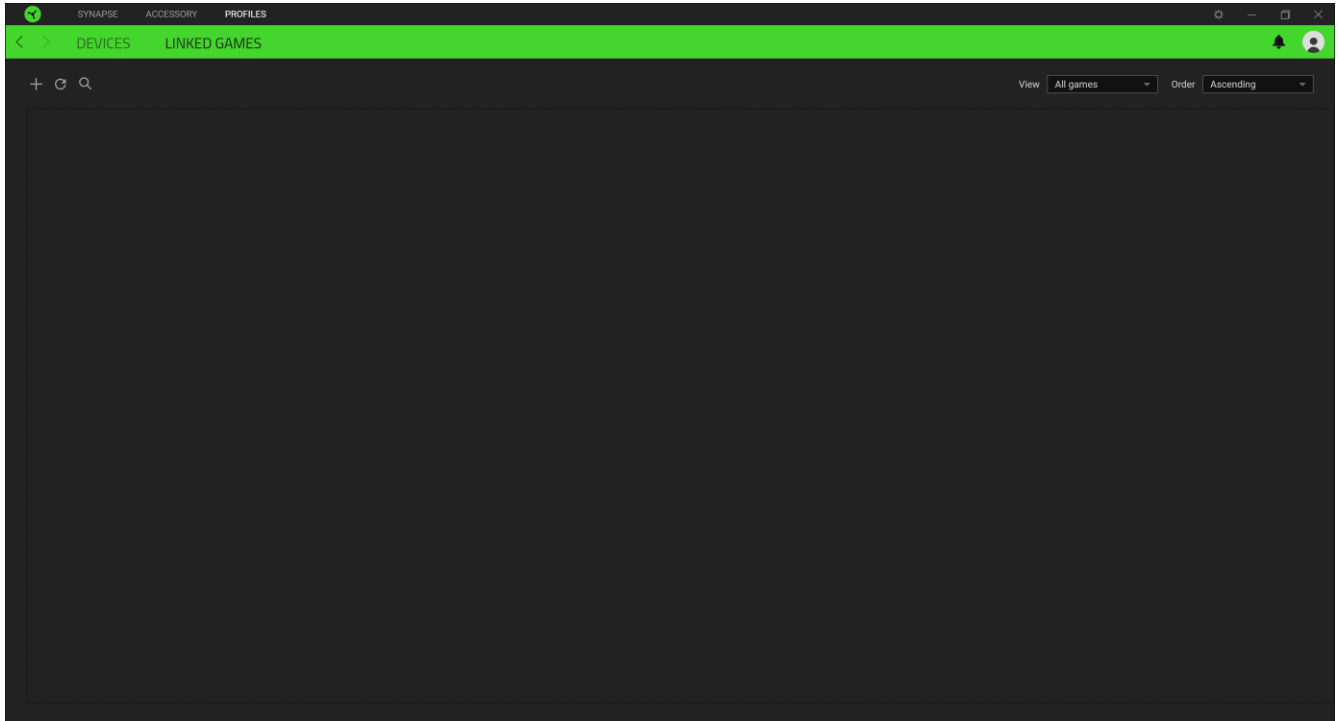 SYNAPSE ACCESSORY PROFILES
DEVICES LINKED GAMES
View All games Order Ascending